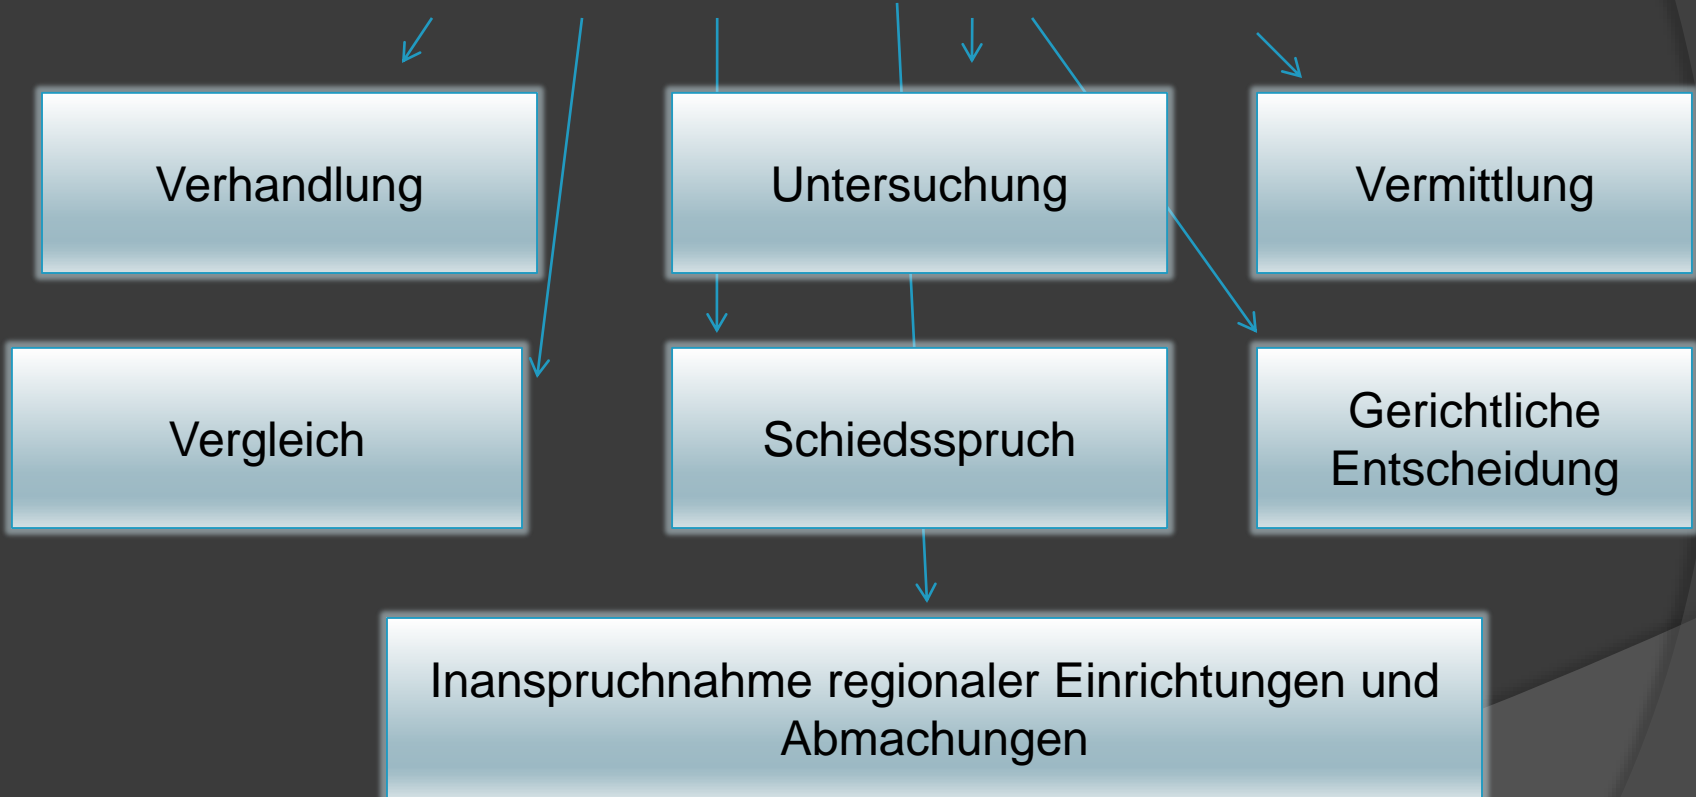 Verhandlung
Untersuchung
Vermittlung
Vergleich
Schiedsspruch
Gerichtliche
Entscheidung
Inanspruchnahme regionaler Einrichtungen und
Abmachungen